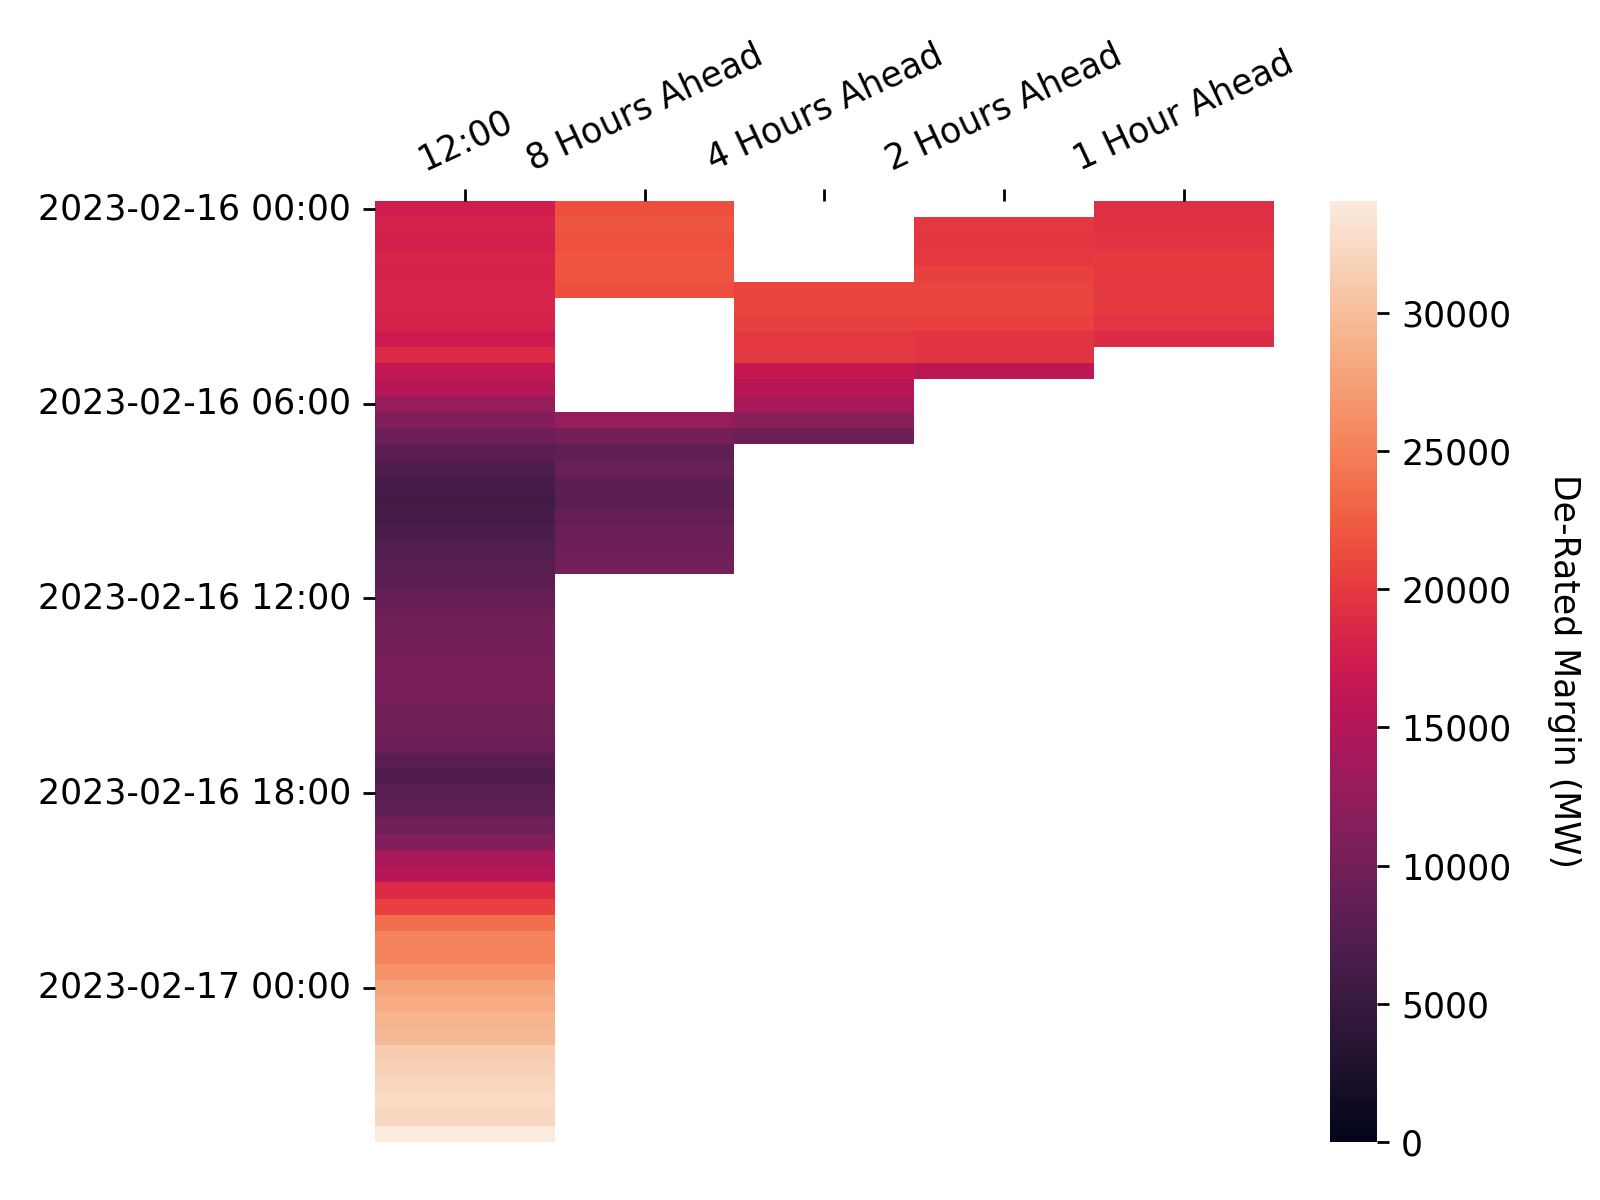 12:00
8 Hours Ahead
4 Hours Ahead
2 Hours Ahead
1 Hour Ahead
2023-02-16 00:00
2023-02-16 06:00
2023-02-16 12:00
2023-02-16 18:00
2023-02-17 00:00
30000
25000
20000
15000
10000
5000
0
De-Rated Margin (MW)